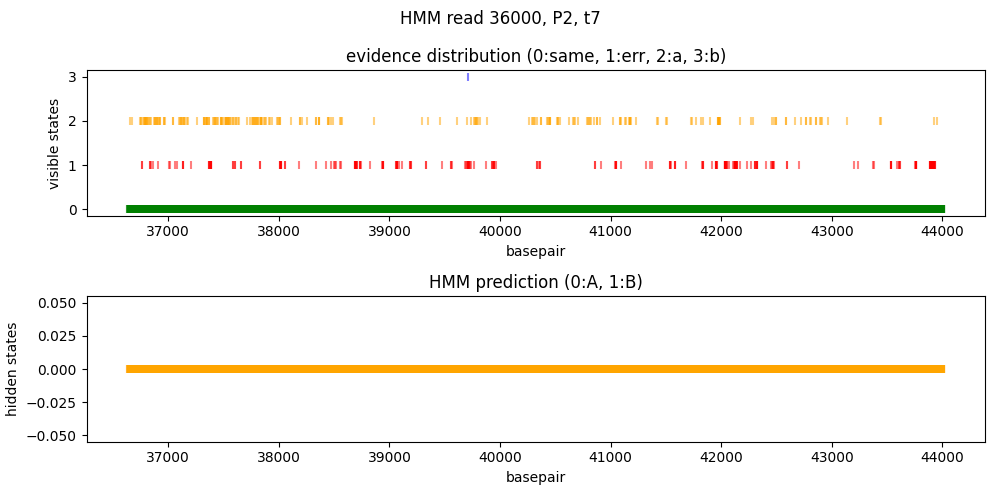 HMM read 36000, P2, t7
evidence distribution (0:same, 1:err, 2:a, 3:b)
visible states
3
2
1
0
37000 38000 39000 40000 41000 42000 43000 44000
basepair
HMM prediction (0:A, 1:B)
hidden states
0.050
0.025
0.000
−0.025
−0.050
37000 38000 39000 40000 41000 42000 43000 44000
basepair